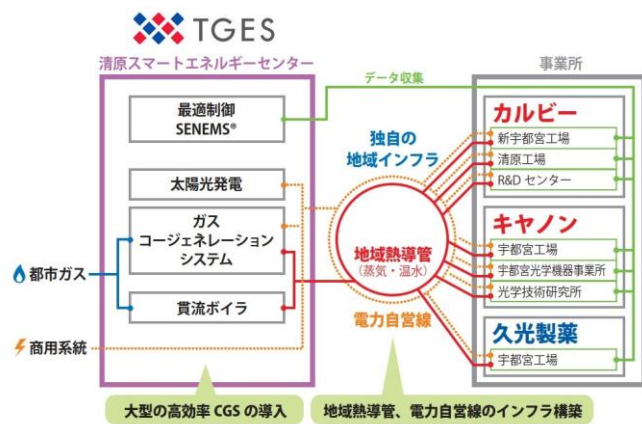 TGES
清原スマートエネルギーセンター
データ収集
事業所
最適制御
SENEMS®
独自の
地域インフラ
カルビー
新宇都宮工場
清原工場
R&D センター
太陽光発電
ガス
コージェネレーション
システム
地域熱導管
(蒸気・温水)
キヤノン
宇都宮工場
宇都宮光学機器事業所
光学技術研究所
都市ガス
貫流ボイラ
電力自営線
商用系統
久光製薬
宇都宮工場
大型の高効率 CGS の導入
地域熱導管、電力自営線のインフラ構築